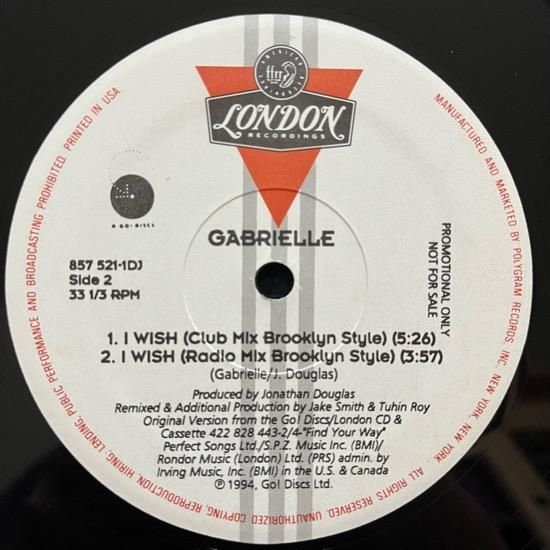 AMERICAN RECORDINGS
ffrr
LONDON
RECORDINGS
A GO! DISCS
GABRIELLE
857 521-1DJ
Side 2
33 1/3 RPM
PROMOTIONAL ONLY
NOT FOR SALE
1. I WISH (Club Mix Brooklyn Style) (5:26)
2. I WISH (Radio Mix Brooklyn Style) (3:57)
(Gabrielle/J. Douglas)
Produced by Jonathan Douglas
Remixed & Additional Production by Jake Smith & Tuhin Roy
Original Version from the Go! Discs/London CD &
Cassette 422 828 443-2/4-"Find Your Way"
Perfect Songs Ltd./S.P.Z. Music Inc. (BMI)/
Rondor Music (London) Ltd. (PRS) admin. by
Irving Music, Inc. (BMI) in the U.S. & Canada
℗ 1994, Go! Discs Ltd.
MANUFACTURED AND MARKETED BY POLYGRAM RECORDS, INC. NEW YORK, NEW YORK
ALL RIGHTS RESERVED. UNAUTHORIZED COPYING, REPRODUCTION, HIRING, LENDING, PUBLIC PERFORMANCE AND BROADCASTING PROHIBITED. PRINTED IN USA